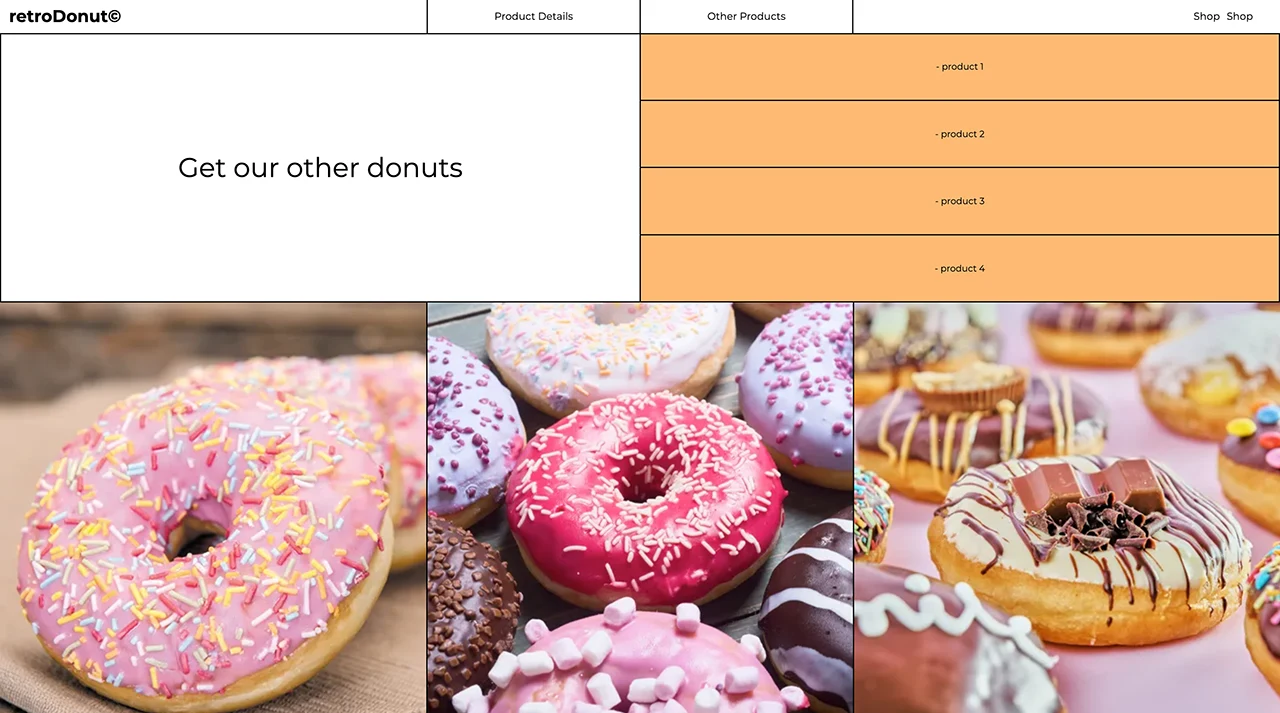 retroDonut©
Product Details
Other Products
Shop Shop
Get our other donuts
- product 1
- product 2
- product 3
- product 4